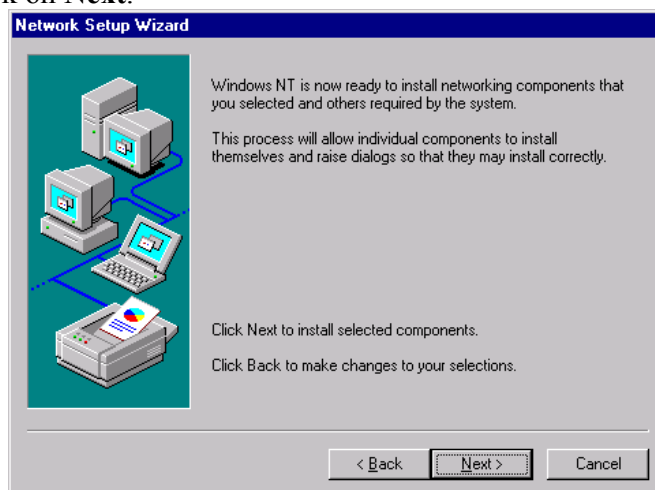 k on Next.
Network Setup Wizard
Windows NT is now ready to install networking components that
you selected and others required by the system.
This process will allow individual components to install
themselves and raise dialogs so that they may install correctly.
Click Next to install selected components.
Click Back to make changes to your selections.
< Back Next > Cancel